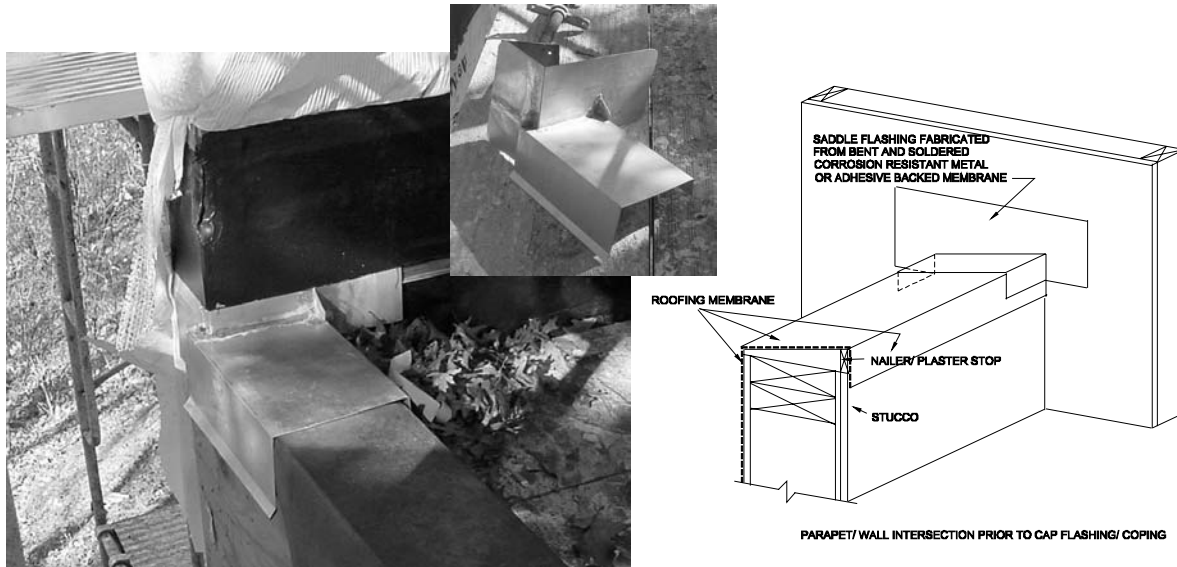 SADDLE FLASHING FABRICATED
FROM BENT AND SOLDERED
CORROSION RESISTANT METAL
OR ADHESIVE BACKED MEMBRANE
ROOFING MEMBRANE
NAILER/ PLASTER STOP
STUCCO
PARAPET/ WALL INTERSECTION PRIOR TO CAP FLASHING/ COPING